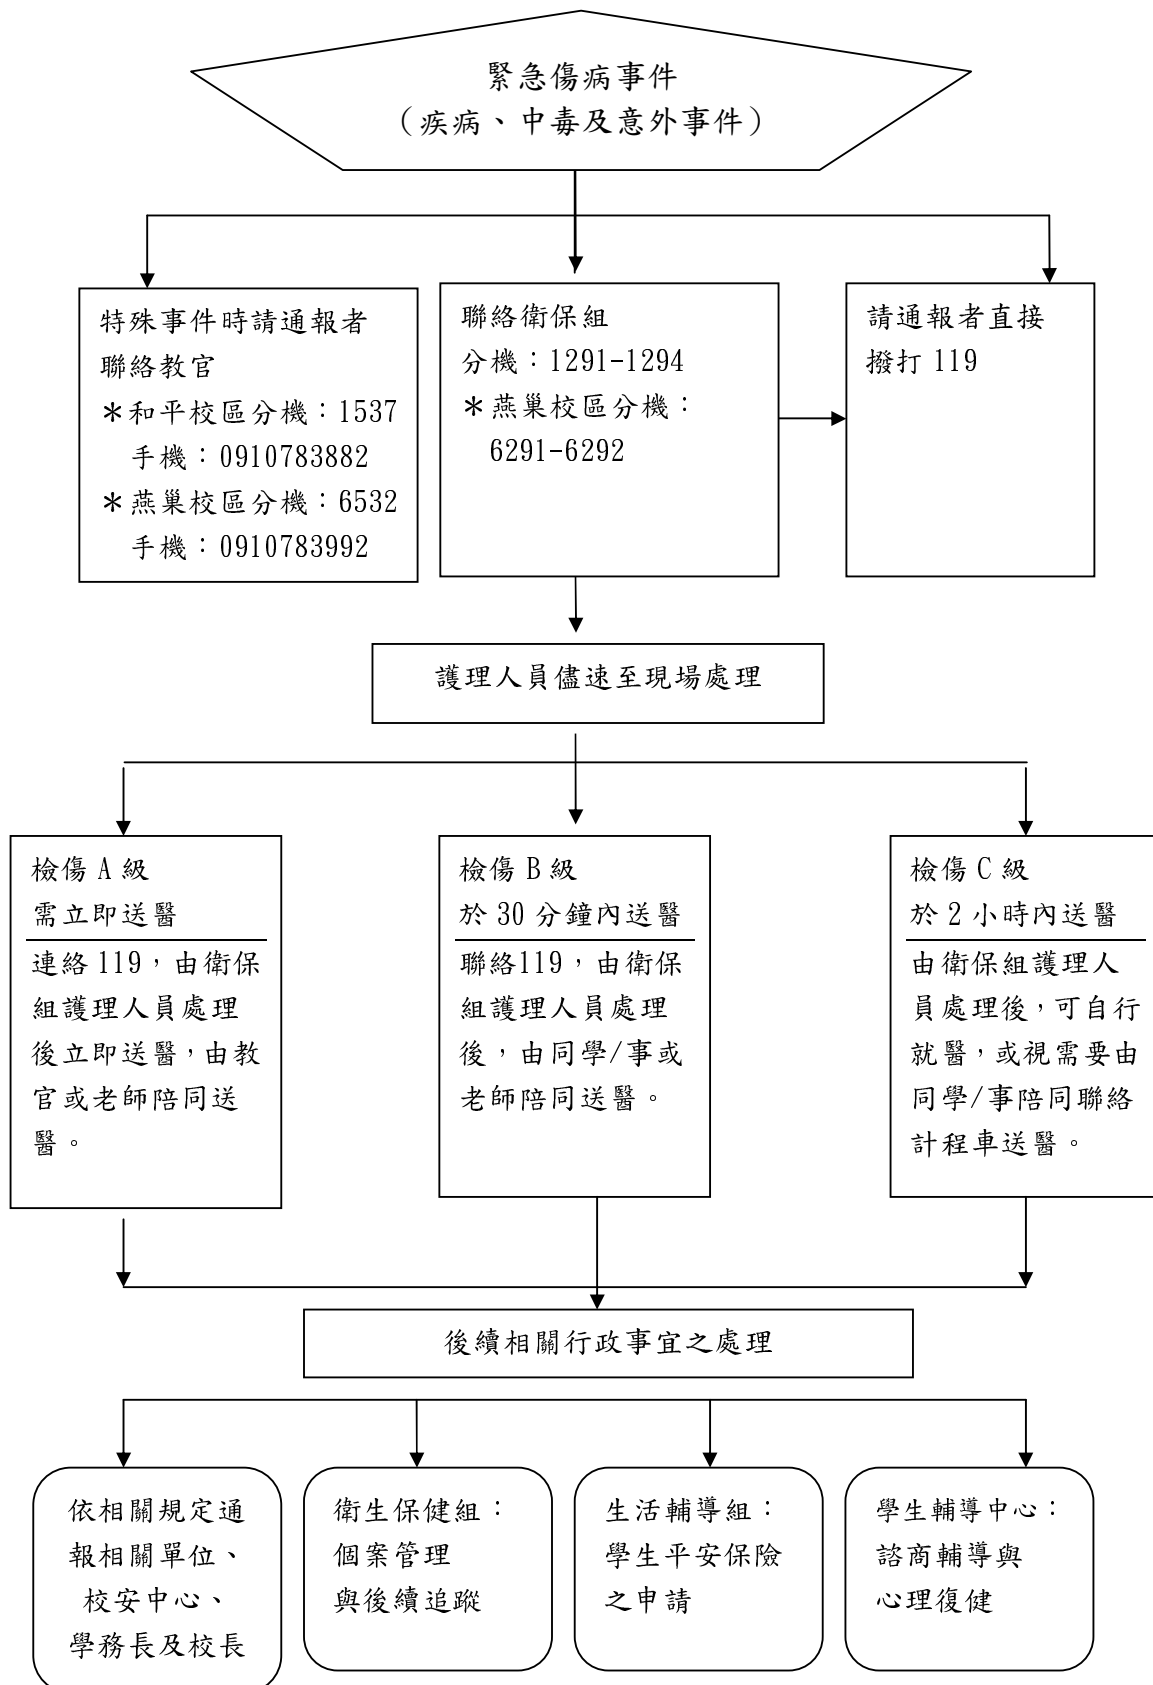 緊急傷病事件
（疾病、中毒及意外事件）
特殊事件時請通報者
聯絡教官
＊和平校區分機：1537
手機：0910783882
＊燕巢校區分機：6532
手機：0910783992
聯絡衛保組
分機：1291-1294
＊燕巢校區分機：
6291-6292
請通報者直接
撥打 119
護理人員儘速至現場處理
檢傷 A 級
需立即送醫
連絡 119，由衛保
組護理人員處理
後立即送醫，由教
官或老師陪同送
醫。
檢傷 B 級
於 30 分鐘內送醫
聯絡119，由衛保
組護理人員處理
後，由同學/事或
老師陪同送醫。
檢傷 C 級
於 2 小時內送醫
由衛保組護理人
員處理後，可自行
就醫，或視需要由
同學/事陪同聯絡
計程車送醫。
後續相關行政事宜之處理
依相關規定通
報相關單位、
校安中心、
學務長及校長
衛生保健組：
個案管理
與後續追蹤
生活輔導組：
學生平安保險
之申請
學生輔導中心：
諮商輔導與
心理復健